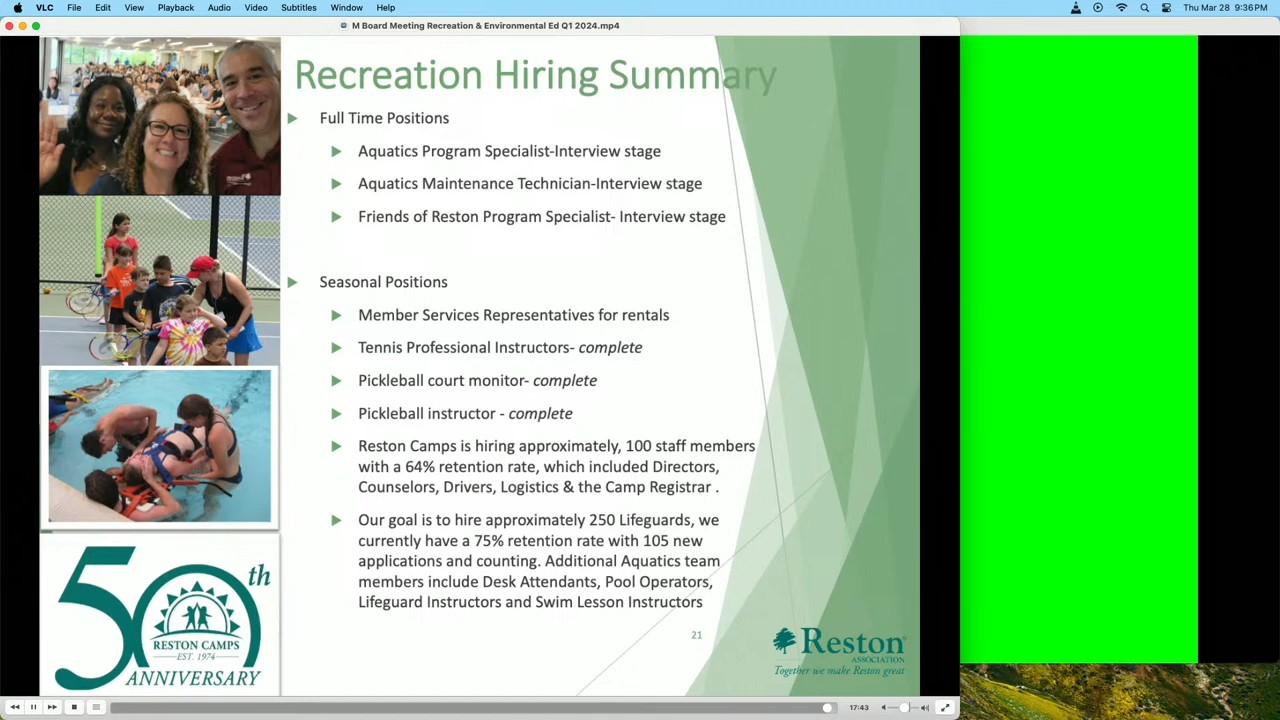 VLC File Edit View Playback Audio Video Subtitles Window Help Thu Mar 28 9:36 PM
M Board Meeting Recreation & Environmental Ed Q1 2024.mp4
Recreation Hiring Summary
Full Time Positions
Aquatics Program Specialist-Interview stage
Aquatics Maintenance Technician-Interview stage
Friends of Reston Program Specialist- Interview stage
Seasonal Positions
Member Services Representatives for rentals
Tennis Professional Instructors- complete
Pickleball court monitor- complete
Pickleball instructor - complete
Reston Camps is hiring approximately, 100 staff members
with a 64% retention rate, which included Directors,
Counselors, Drivers, Logistics & the Camp Registrar .
Our goal is to hire approximately 250 Lifeguards, we
currently have a 75% retention rate with 105 new
applications and counting. Additional Aquatics team
members include Desk Attendants, Pool Operators,
Lifeguard Instructors and Swim Lesson Instructors
50th
RESTON CAMPS
EST. 1974
ANNIVERSARY
21
Reston
ASSOCIATION
Together we make Reston great
17:43